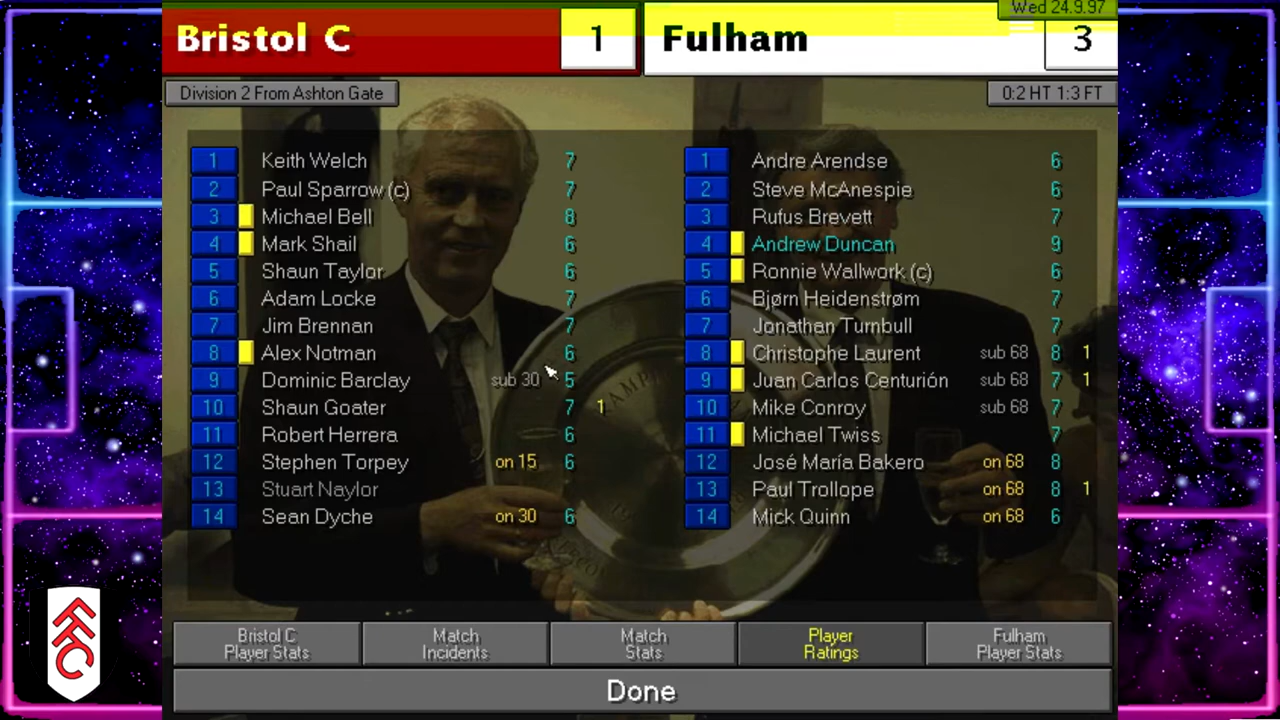 Wed 24.9.97
Bristol C 1 Fulham 3
Division 2 From Ashton Gate 0:2 HT 1:3 FT
1 Keith Welch 7 1 Andre Arendse 6
2 Paul Sparrow (c) 7 2 Steve McAnespie 6
3 Michael Bell 8 3 Rufus Brevett 7
4 Mark Shail 6 4 Andrew Duncan 9
5 Shaun Taylor 6 5 Ronnie Wallwork (c) 6
6 Adam Locke 7 6 Bjørn Heidenstrøm 7
7 Jim Brennan 7 7 Jonathan Turnbull 7
8 Alex Notman 6 8 Christophe Laurent sub 68 8 1
9 Dominic Barclay sub 30 5 9 Juan Carlos Centurión sub 68 7 1
10 Shaun Goater 7 1 10 Mike Conroy sub 68 7
11 Robert Herrera 6 11 Michael Twiss 7
12 Stephen Torpey on 15 6 12 José María Bakero on 68 8
13 Stuart Naylor 13 Paul Trollope on 68 8 1
14 Sean Dyche on 30 6 14 Mick Quinn on 68 6
Bristol C Match Match Player Fulham
Player Stats Incidents Stats Ratings Player Stats
Done
FFC